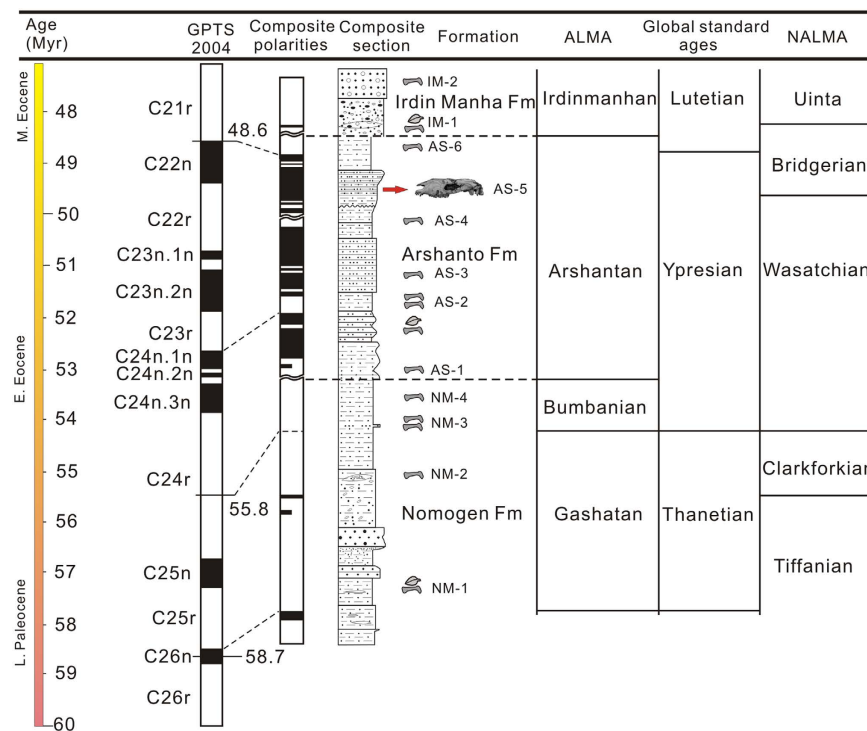 Age
(Myr)
GPTS
2004
Composite
polarities
Composite
section
Formation
ALMA
Global standard
ages
NALMA
M. Eocene
E. Eocene
L. Paleocene
48
49
50
51
52
53
54
55
56
57
58
59
60
C21r
C22n
C22r
C23n.1n
C23n.2n
C23r
C24n.1n
C24n.2n
C24n.3n
C24r
C25n
C25r
C26n
C26r
48.6
55.8
58.7
IM-2
Irdin Manha Fm
IM-1
AS-6
AS-5
AS-4
Arshanto Fm
AS-3
AS-2
AS-1
NM-4
NM-3
NM-2
Nomogen Fm
NM-1
Irdinmanhan
Arshantan
Bumbanian
Gashatan
Lutetian
Ypresian
Thanetian
Uinta
Bridgerian
Wasatchian
Clarkforkian
Tiffanian